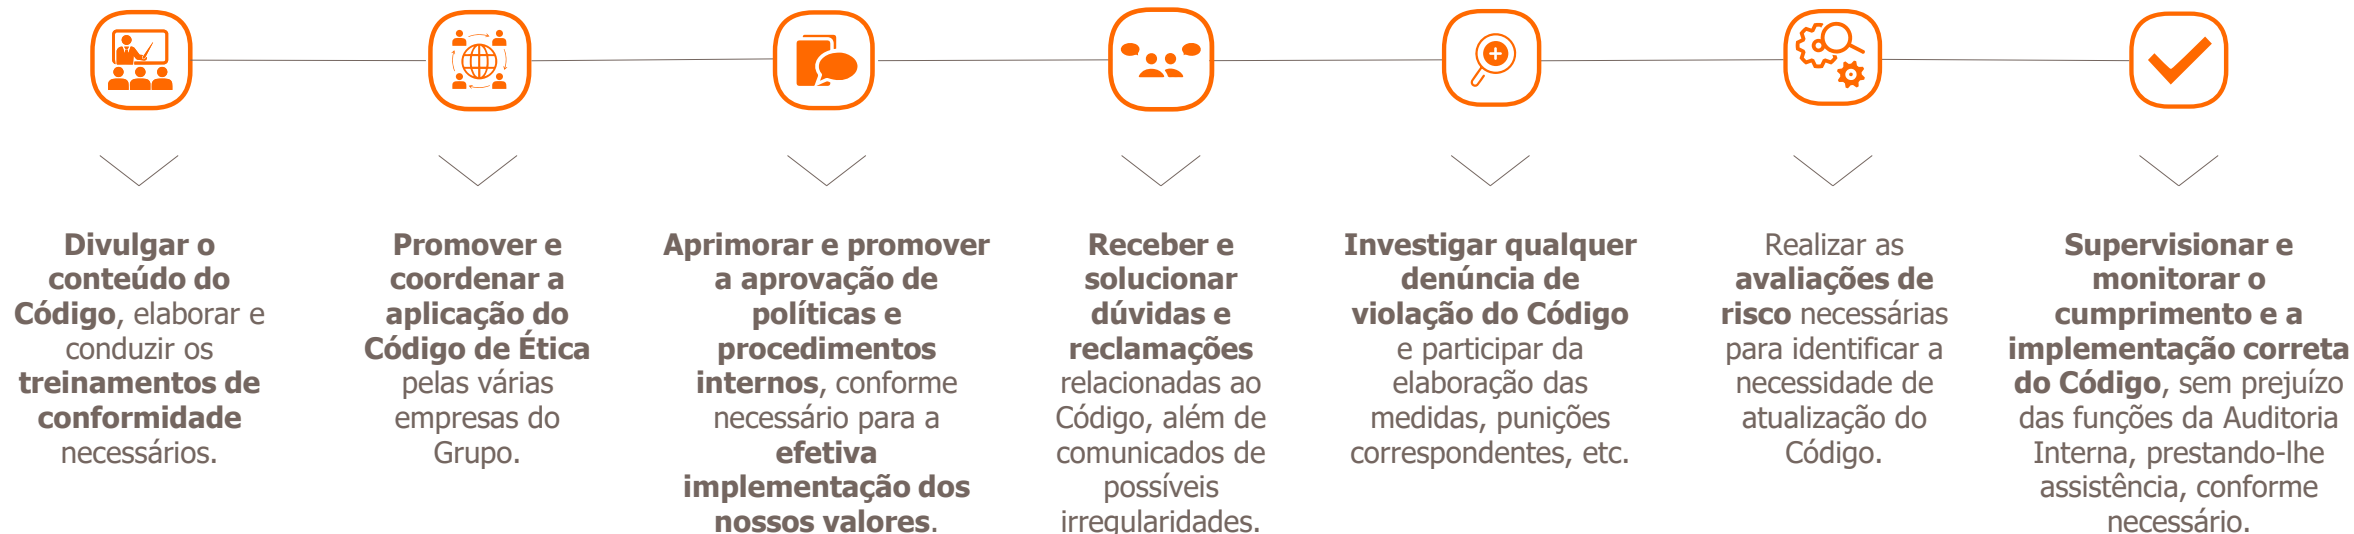 Divulgar o
conteúdo do
Código, elaborar e
conduzir os
treinamentos de
conformidade
necessários.
Promover e
coordenar a
aplicação do
Código de Ética
pelas várias
empresas do
Grupo.
Aprimorar e promover
a aprovação de
políticas e
procedimentos
internos, conforme
necessário para a
efetiva
implementação dos
nossos valores.
Receber e
solucionar
dúvidas e
reclamações
relacionadas ao
Código, além de
comunicados de
possíveis
irregularidades.
Investigar qualquer
denúncia de
violação do Código
e participar da
elaboração das
medidas, punições
correspondentes, etc.
Realizar as
avaliações de
risco necessárias
para identificar a
necessidade de
atualização do
Código.
Supervisionar e
monitorar o
cumprimento e a
implementação correta
do Código, sem prejuízo
das funções da Auditoria
Interna, prestando-lhe
assistência, conforme
necessário.